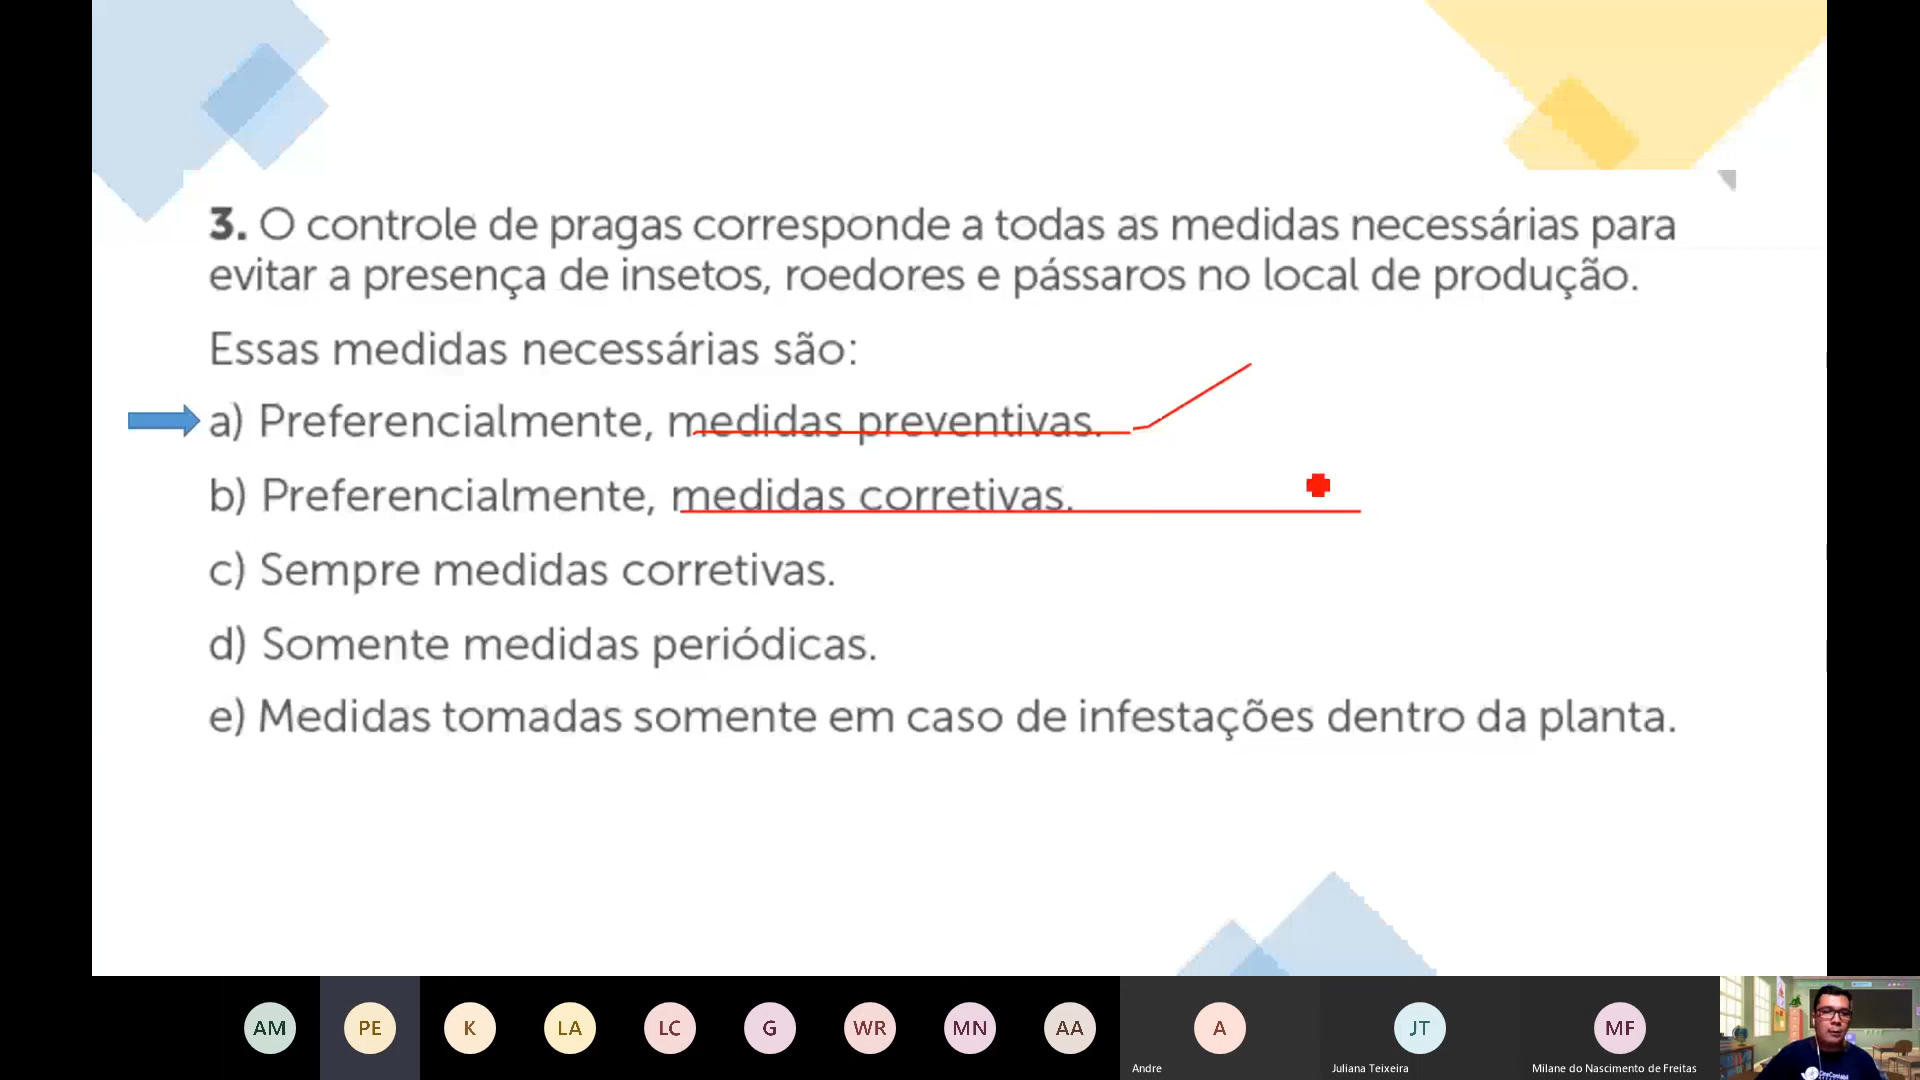 3. O controle de pragas corresponde a todas as medidas necessárias para
evitar a presença de insetos, roedores e pássaros no local de produção.
Essas medidas necessárias são:
a) Preferencialmente, medidas preventivas.
b) Preferencialmente, medidas corretivas.
c) Sempre medidas corretivas.
d) Somente medidas periódicas.
e) Medidas tomadas somente em caso de infestações dentro da planta.
AM PE K LA LC G WR MN AA A JT MF
Andre Juliana Teixeira Milane do Nascimento de Freitas